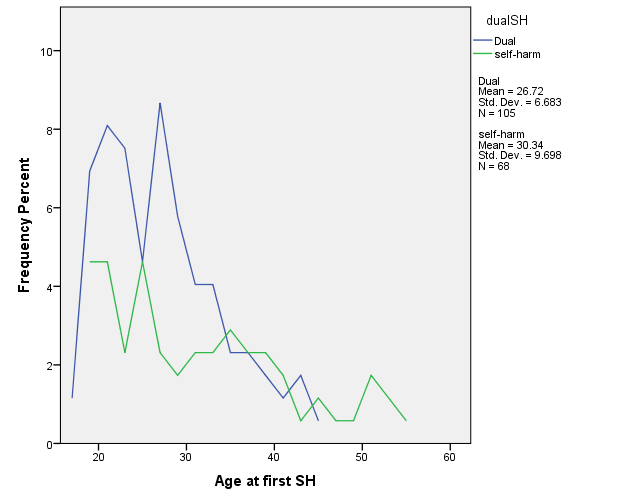 dualSH
Dual
self-harm
Dual
Mean = 26.72
Std. Dev. = 6.683
N = 105
self-harm
Mean = 30.34
Std. Dev. = 9.698
N = 68
Frequency Percent
10
8
6
4
2
0
20 30 40 50 60
Age at first SH